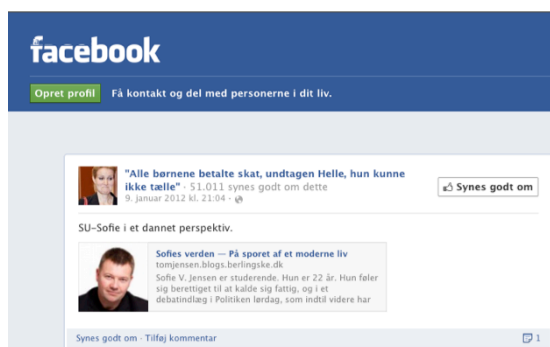 facebook
Opret profil Få kontakt og del med personerne i dit liv.
"Alle børnene betalte skat, undtagen Helle, hun kunne
ikke tælle" · 51.011 synes godt om dette
9. januar 2012 kl. 21:04 ·
Synes godt om
SU-Sofie i et dannet perspektiv.
Sofies verden — På sporet af et moderne liv
tomjensen.blogs.berlingske.dk
Sofie V. Jensen er studerende. Hun er 22 år. Hun føler
sig berettiget til at kalde sig fattig, og i et
debatindlæg i Politiken lørdag, som indtil videre har
Synes godt om · Tilføj kommentar
1